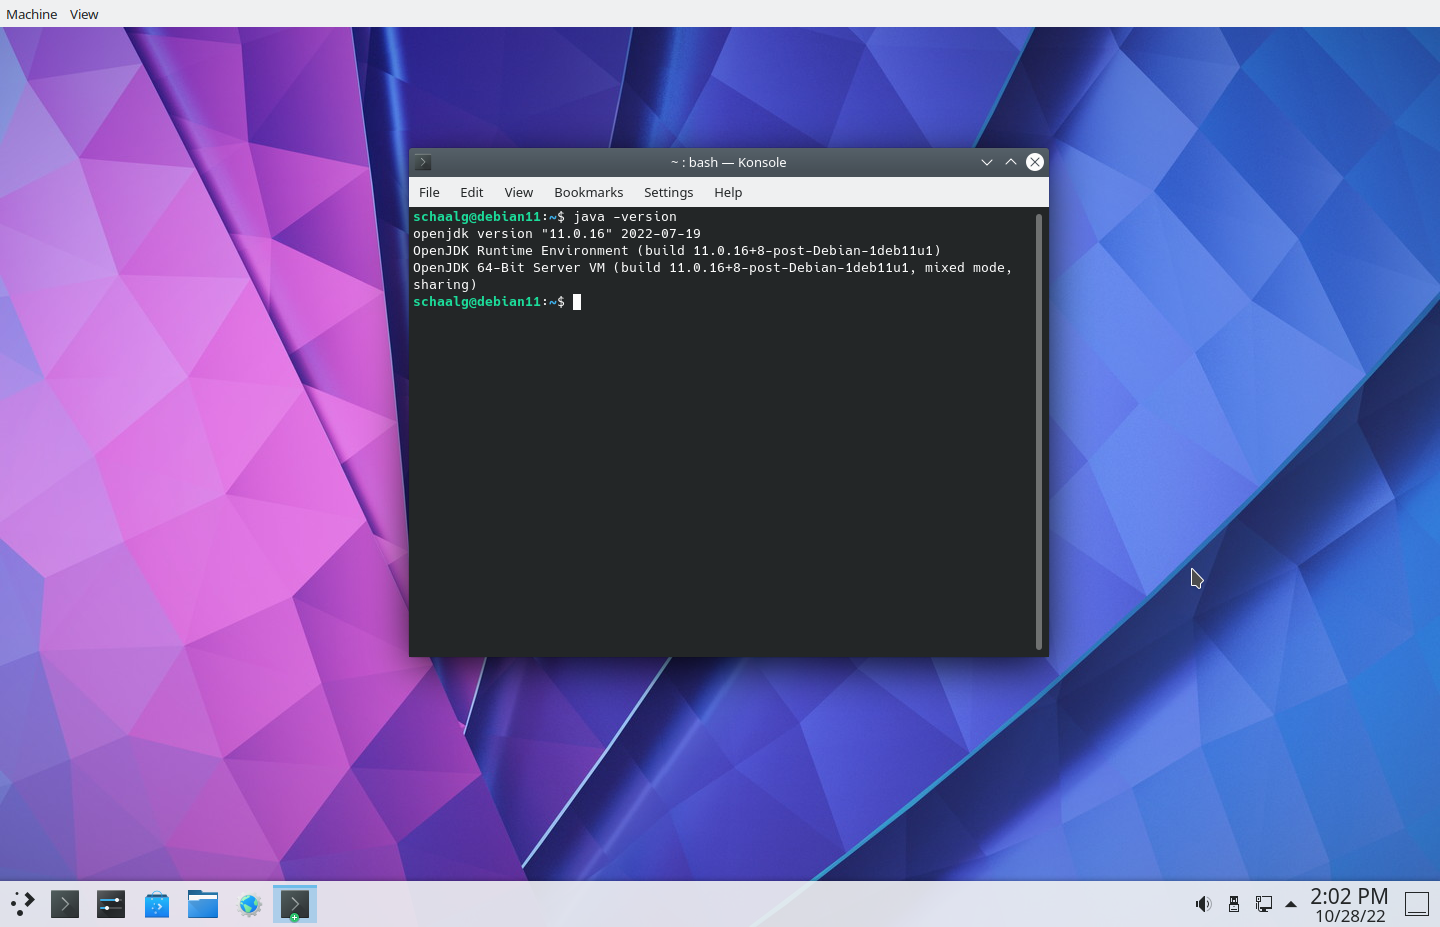 Machine View
~ : bash — Konsole
File Edit View Bookmarks Settings Help
schaalg@debian11:~$ java -version
openjdk version "11.0.16" 2022-07-19
OpenJDK Runtime Environment (build 11.0.16+8-post-Debian-1deb11u1)
OpenJDK 64-Bit Server VM (build 11.0.16+8-post-Debian-1deb11u1, mixed mode,
sharing)
schaalg@debian11:~$
2:02 PM
10/28/22